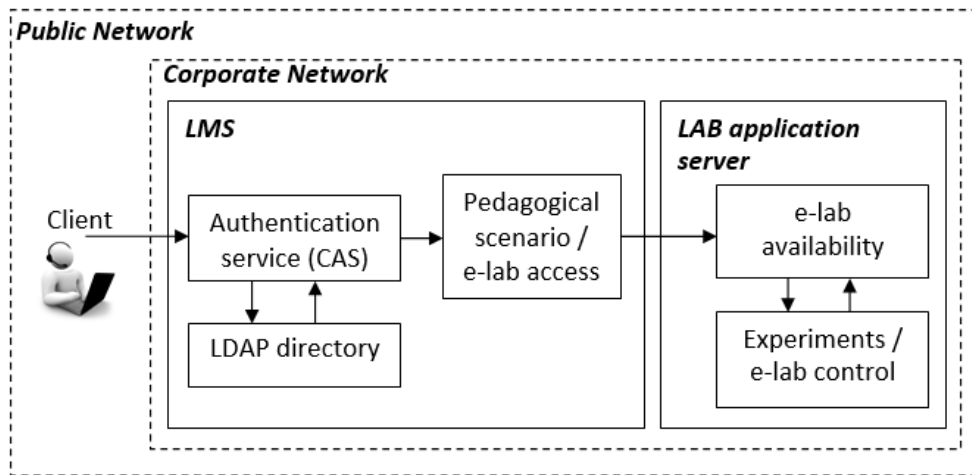 Public Network
Corporate Network
LMS
LAB application
server
Client
Authentication
service (CAS)
Pedagogical
scenario /
e-lab access
e-lab
availability
LDAP directory
Experiments /
e-lab control